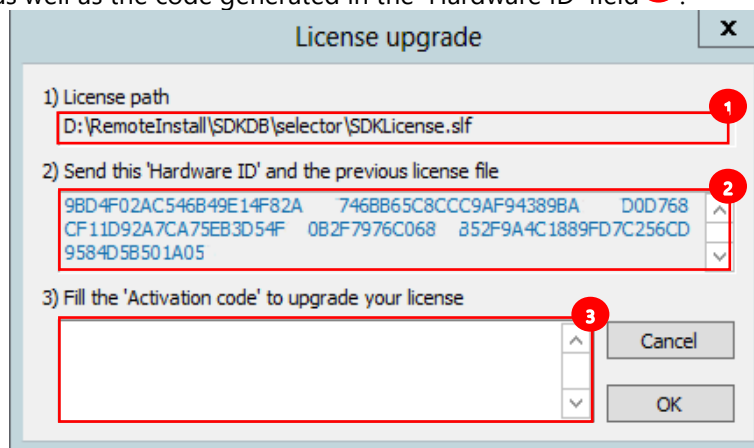 as well as the code generated in the 'Hardware ID' field 2 .
License upgrade
x
1) License path
1
D:\RemoteInstall\SDKDB\selector\SDKLicense.slf
2) Send this 'Hardware ID' and the previous license file
2
9BD4F02AC546B49E14F82A 746BB65C8CCC9AF94389BA D0D768
CF11D92A7CA75EB3D54F 0B2F7976C068 352F9A4C1889FD7C256CD
9584D5B501A05
3) Fill the 'Activation code' to upgrade your license
3
Cancel
OK